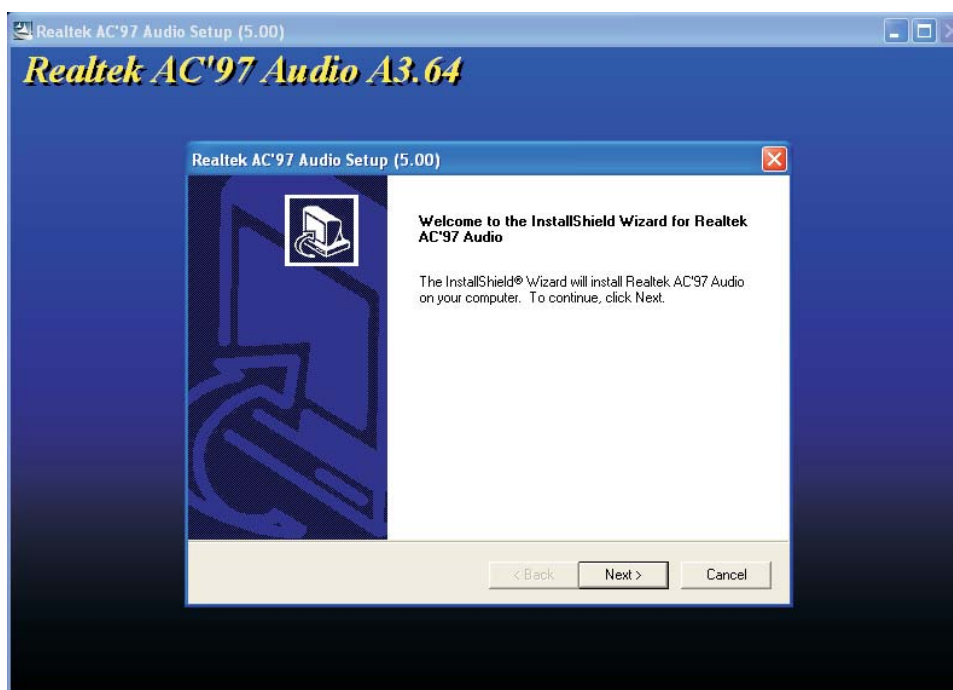 Realtek AC'97 Audio Setup (5.00)
Realtek AC'97 Audio A3.64
Realtek AC'97 Audio Setup (5.00)
Welcome to the InstallShield Wizard for Realtek
AC'97 Audio
The InstallShield® Wizard will install Realtek AC'97 Audio
on your computer. To continue, click Next.
< Back Next > Cancel